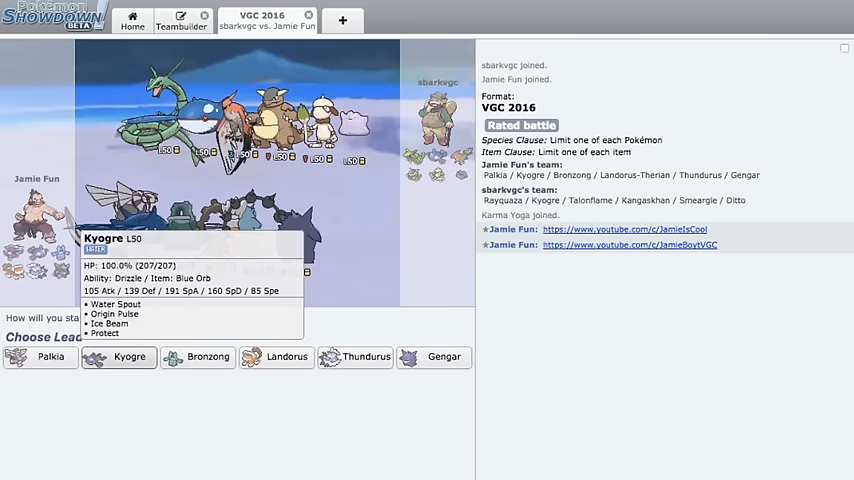 Pokémon
Showdown!
BETA
Home
Teambuilder
VGC 2016
sbarkvgc vs. Jamie Fun
+
sbarkvgc
L50
L50
L50
L50
L50
L50
Jamie Fun
Kyogre L50
WATER
HP: 100.0% (207/207)
Ability: Drizzle / Item: Blue Orb
105 Atk / 139 Def / 191 SpA / 160 SpD / 85 Spe
• Water Spout
• Origin Pulse
• Ice Beam
• Protect
How will you sta
Choose Lead
Palkia
Kyogre
Bronzong
Landorus
Thundurus
Gengar
sbarkvgc joined.
Jamie Fun joined.
Format:
VGC 2016
Rated battle
Species Clause: Limit one of each Pokémon
Item Clause: Limit one of each item
Jamie Fun's team:
Palkia / Kyogre / Bronzong / Landorus-Therian / Thundurus / Gengar
sbarkvgc's team:
Rayquaza / Kyogre / Talonflame / Kangaskhan / Smeargle / Ditto
Karma Yoga joined.
★Jamie Fun: https://www.youtube.com/c/JamieIsCool
★Jamie Fun: https://www.youtube.com/c/JamieBoytVGC